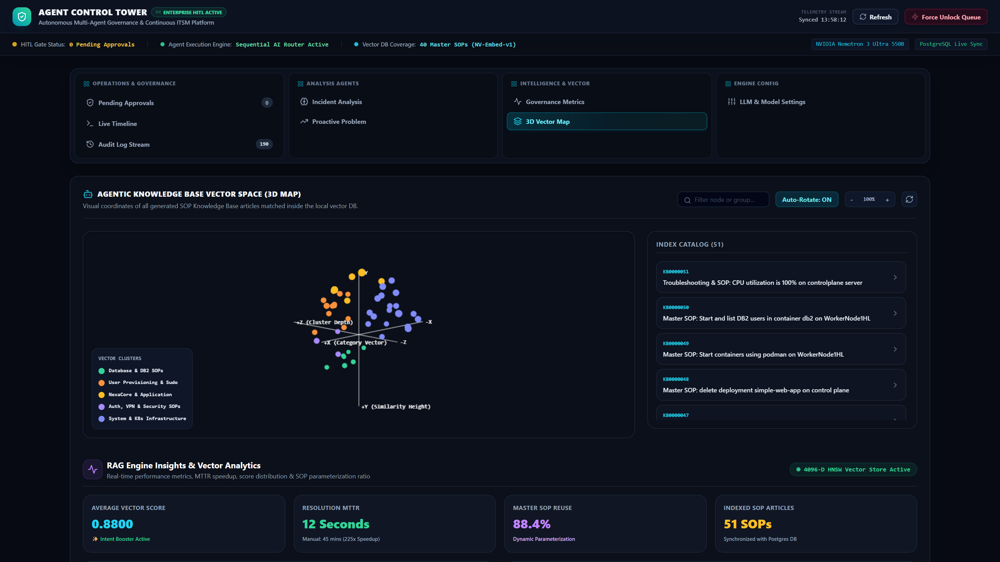 AGENT CONTROL TOWER
ENTERPRISE HITL ACTIVE
Autonomous Multi-Agent Governance & Continuous ITSM Platform
TELEMETRY STREAM
Synced 13:58:12
Refresh
Force Unlock Queue
HITL Gate Status: 0 Pending Approvals
Agent Execution Engine: Sequential AI Router Active
Vector DB Coverage: 40 Master SOPs (NV-Embed-v1)
NVIDIA Nemotron 3 Ultra 550B
PostgreSQL Live Sync
OPERATIONS & GOVERNANCE
Pending Approvals
0
Live Timeline
Audit Log Stream
190
ANALYSIS AGENTS
Incident Analysis
Proactive Problem
INTELLIGENCE & VECTOR
Governance Metrics
3D Vector Map
ENGINE CONFIG
LLM & Model Settings
AGENTIC KNOWLEDGE BASE VECTOR SPACE (3D MAP)
Visual coordinates of all generated SOP Knowledge Base articles matched inside the local vector DB.
Filter node or group...
Auto-Rotate: ON
- 100% +
Y
+Z (Cluster Depth)
-X
+X (Category Vector)
-Z
+Y (Similarity Height)
VECTOR CLUSTERS
Database & DB2 SOPs
User Provisioning & Sudo
NexaCore & Application
Auth, VPN & Security SOPs
System & K8s Infrastructure
INDEX CATALOG (51)
KB0000051
Troubleshooting & SOP: CPU utilization is 100% on controlplane server
KB0000050
Master SOP: Start and list DB2 users in container db2 on WorkerNode1HL
KB0000049
Master SOP: Start containers using podman on WorkerNode1HL
KB0000048
Master SOP: delete deployment simple-web-app on control plane
KB0000047
RAG Engine Insights & Vector Analytics
Real-time performance metrics, MTTR speedup, score distribution & SOP parameterization ratio
4096-D HNSW Vector Store Active
AVERAGE VECTOR SCORE
0.8800
Intent Booster Active
RESOLUTION MTTR
12 Seconds
Manual: 45 mins (225x Speedup)
MASTER SOP REUSE
88.4%
Dynamic Parameterization
INDEXED SOP ARTICLES
51 SOPs
Synchronized with Postgres DB